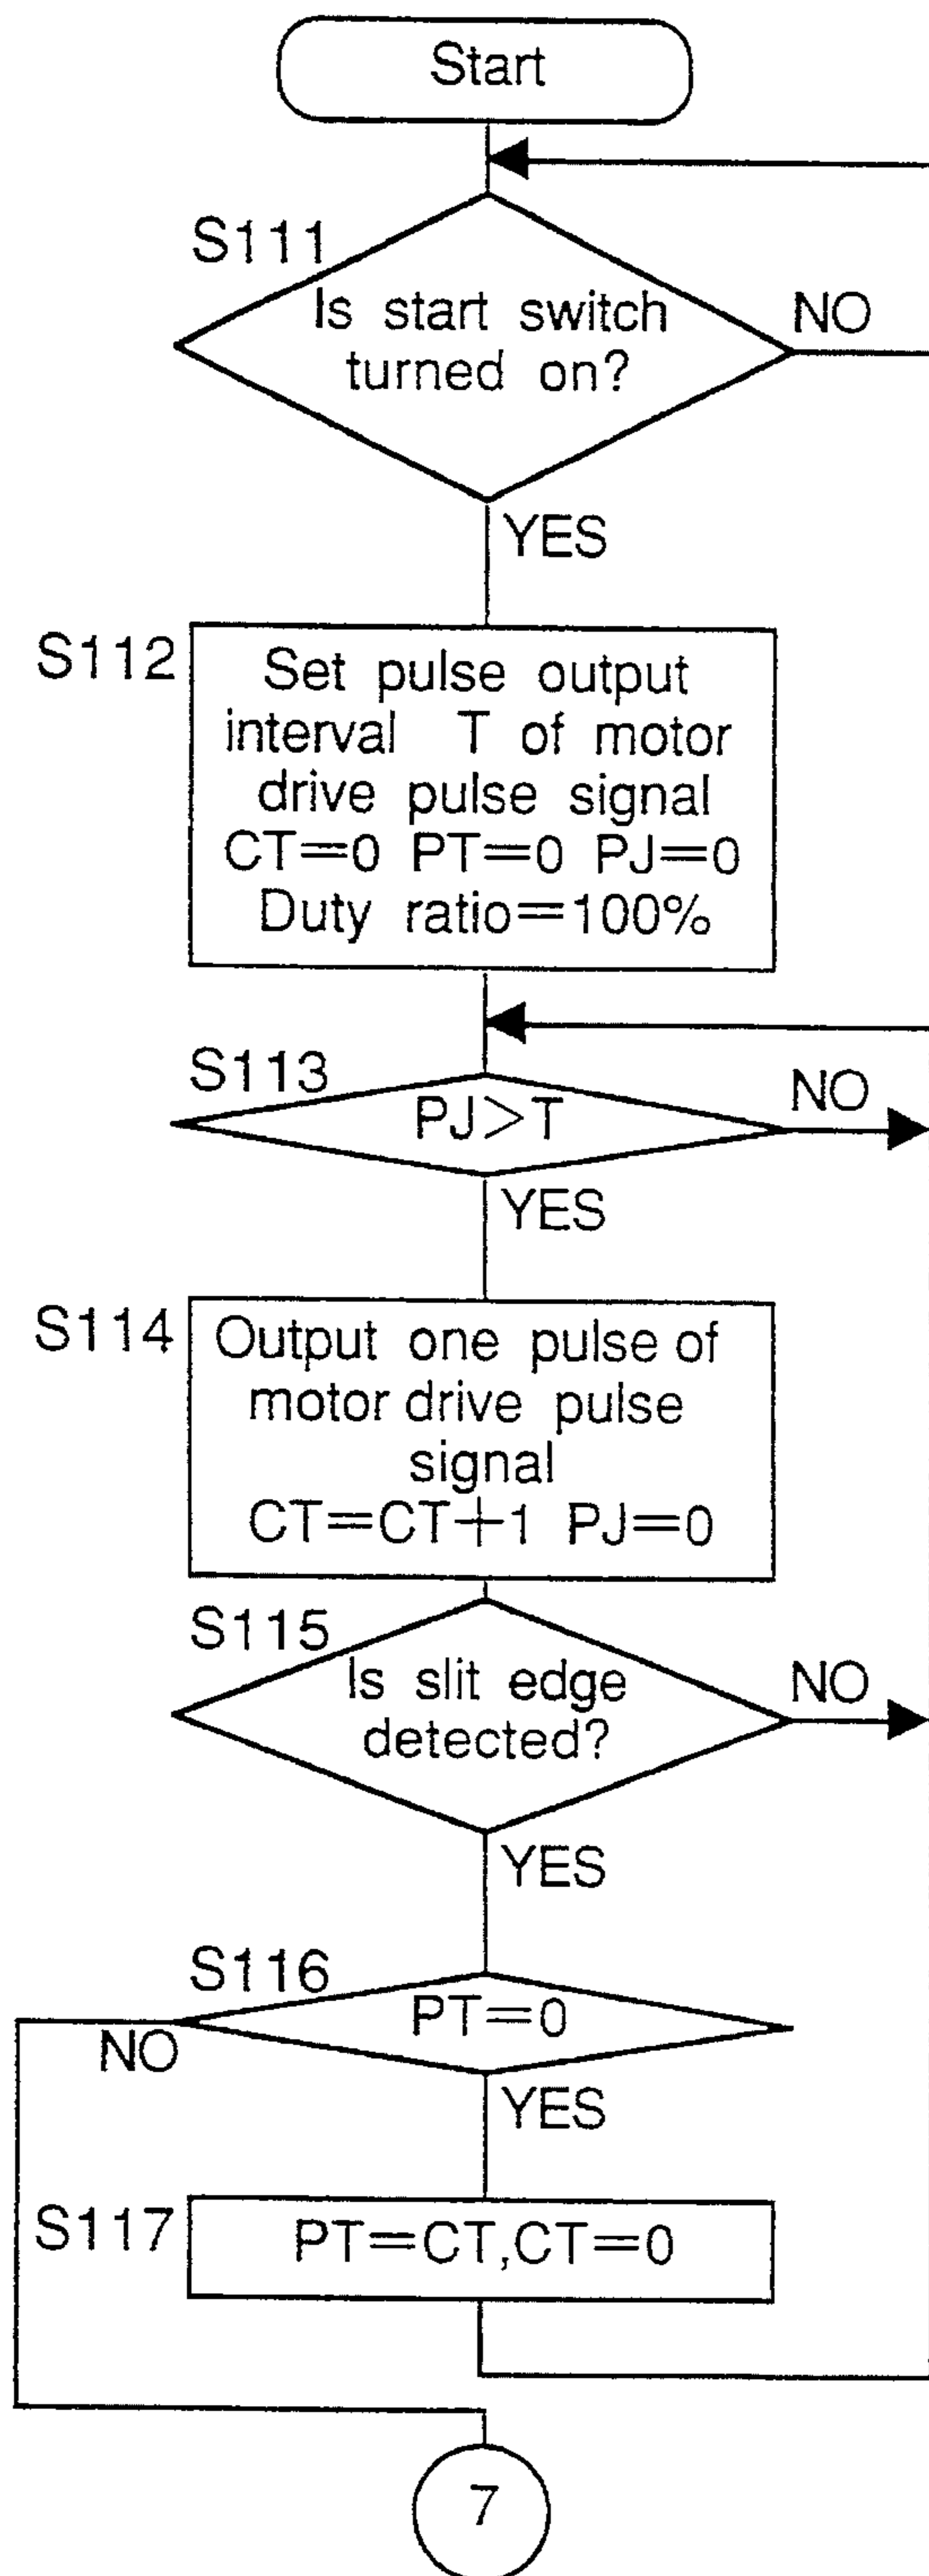 Start
S111
Is start switch
turned on?
NO
YES
S112
Set pulse output
interval T of motor
drive pulse signal
CT=0 PT=0 PJ=0
Duty ratio=100%
S113
PJ>T
NO
YES
S114
Output one pulse of
motor drive pulse
signal
CT=CT+1 PJ=0
S115
Is slit edge
detected?
NO
YES
S116
PT=0
NO
YES
S117
PT=CT,CT=0
7